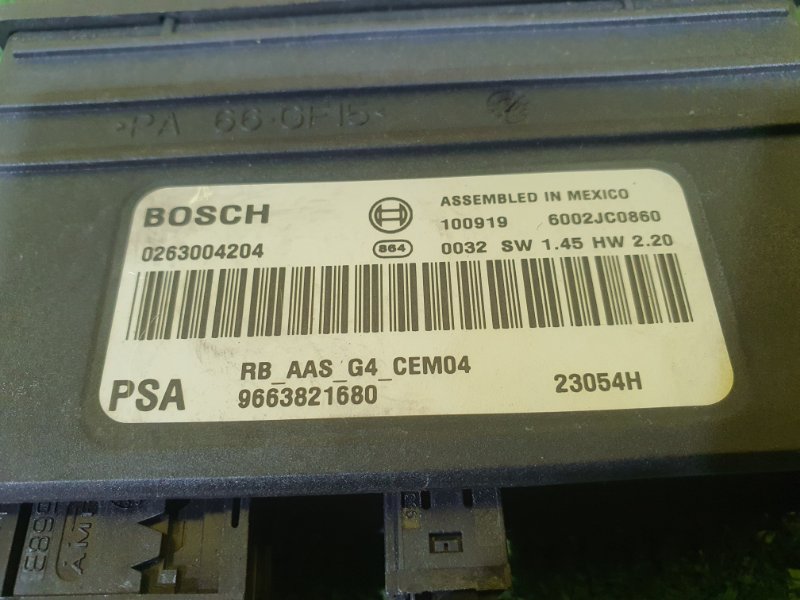 >PA 66-GF15<
BOSCH
ASSEMBLED IN MEXICO
100919 6002JC0860
0263004204
864
0032 SW 1.45 HW 2.20
RB_AAS_G4_CEM04
PSA
9663821680
23054H